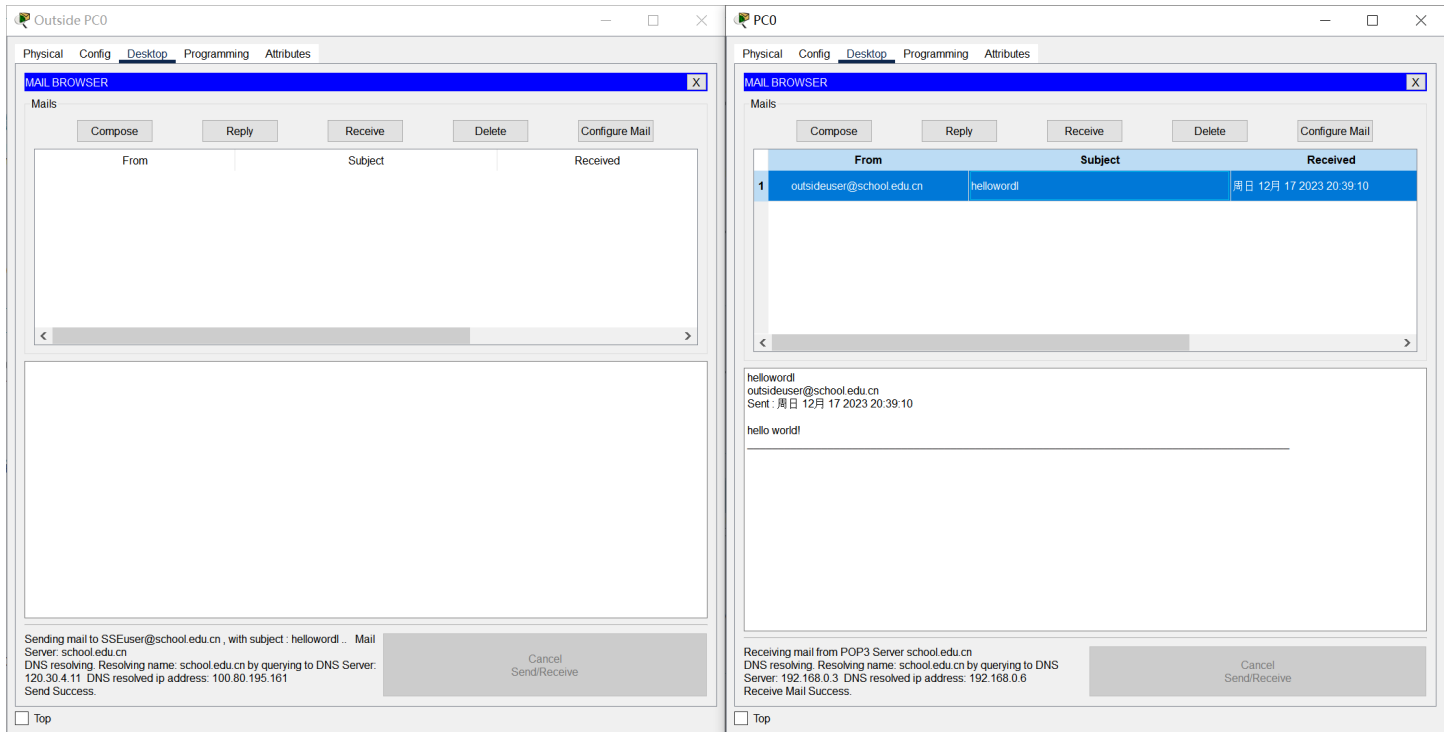 Outside PC0
Physical Config Desktop Programming Attributes
MAIL BROWSER X
Mails
Compose Reply Receive Delete Configure Mail
From Subject Received
Sending mail to SSEuser@school.edu.cn , with subject : hellowordl .. Mail
Server: school.edu.cn
DNS resolving. Resolving name: school.edu.cn by querying to DNS Server:
120.30.4.11 DNS resolved ip address: 100.80.195.161
Send Success.
Cancel
Send/Receive
Top
PC0
Physical Config Desktop Programming Attributes
MAIL BROWSER X
Mails
Compose Reply Receive Delete Configure Mail
From Subject Received
1 outsideuser@school.edu.cn hellowordl 周日 12月 17 2023 20:39:10
hellowordl
outsideuser@school.edu.cn
Sent : 周日 12月 17 2023 20:39:10
hello world!
Receiving mail from POP3 Server school.edu.cn
DNS resolving. Resolving name: school.edu.cn by querying to DNS
Server: 192.168.0.3 DNS resolved ip address: 192.168.0.6
Receive Mail Success.
Cancel
Send/Receive
Top